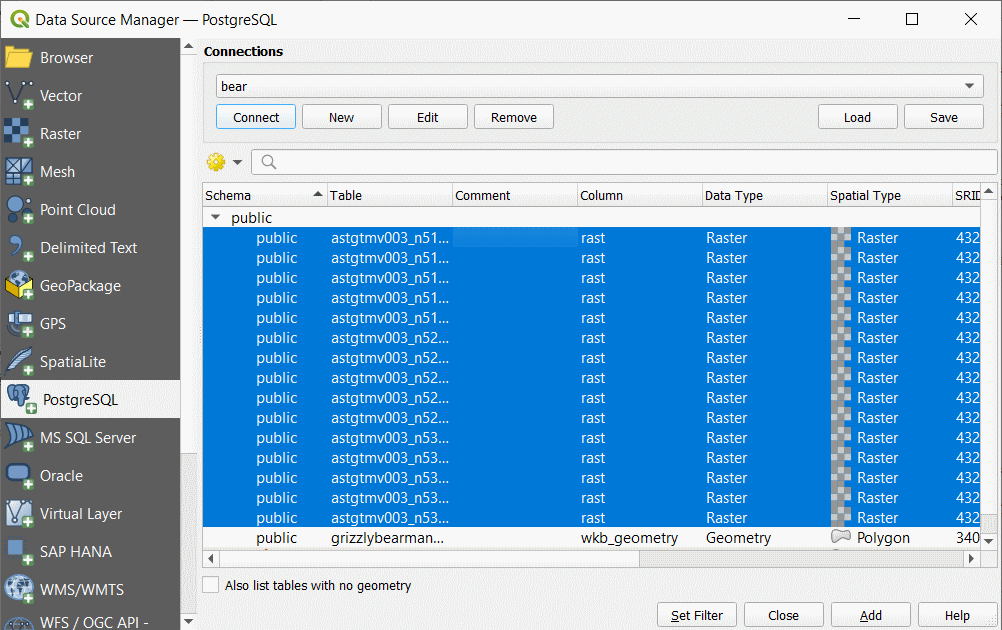 Data Source Manager — PostgreSQL
Browser
Vector
Raster
Mesh
Point Cloud
Delimited Text
GeoPackage
GPS
SpatiaLite
PostgreSQL
MS SQL Server
Oracle
Virtual Layer
SAP HANA
WMS/WMTS
WFS / OGC API -
Connections
bear
Connect New Edit Remove Load Save
Schema Table Comment Column Data Type Spatial Type SRID
public
public astgtmv003_n51... rast Raster Raster 432
public astgtmv003_n51... rast Raster Raster 432
public astgtmv003_n51... rast Raster Raster 432
public astgtmv003_n51... rast Raster Raster 432
public astgtmv003_n51... rast Raster Raster 432
public astgtmv003_n52... rast Raster Raster 432
public astgtmv003_n52... rast Raster Raster 432
public astgtmv003_n52... rast Raster Raster 432
public astgtmv003_n52... rast Raster Raster 432
public astgtmv003_n52... rast Raster Raster 432
public astgtmv003_n53... rast Raster Raster 432
public astgtmv003_n53... rast Raster Raster 432
public astgtmv003_n53... rast Raster Raster 432
public astgtmv003_n53... rast Raster Raster 432
public astgtmv003_n53... rast Raster Raster 432
public grizzlybearman... wkb_geometry Geometry Polygon 340
Also list tables with no geometry
Set Filter Close Add Help